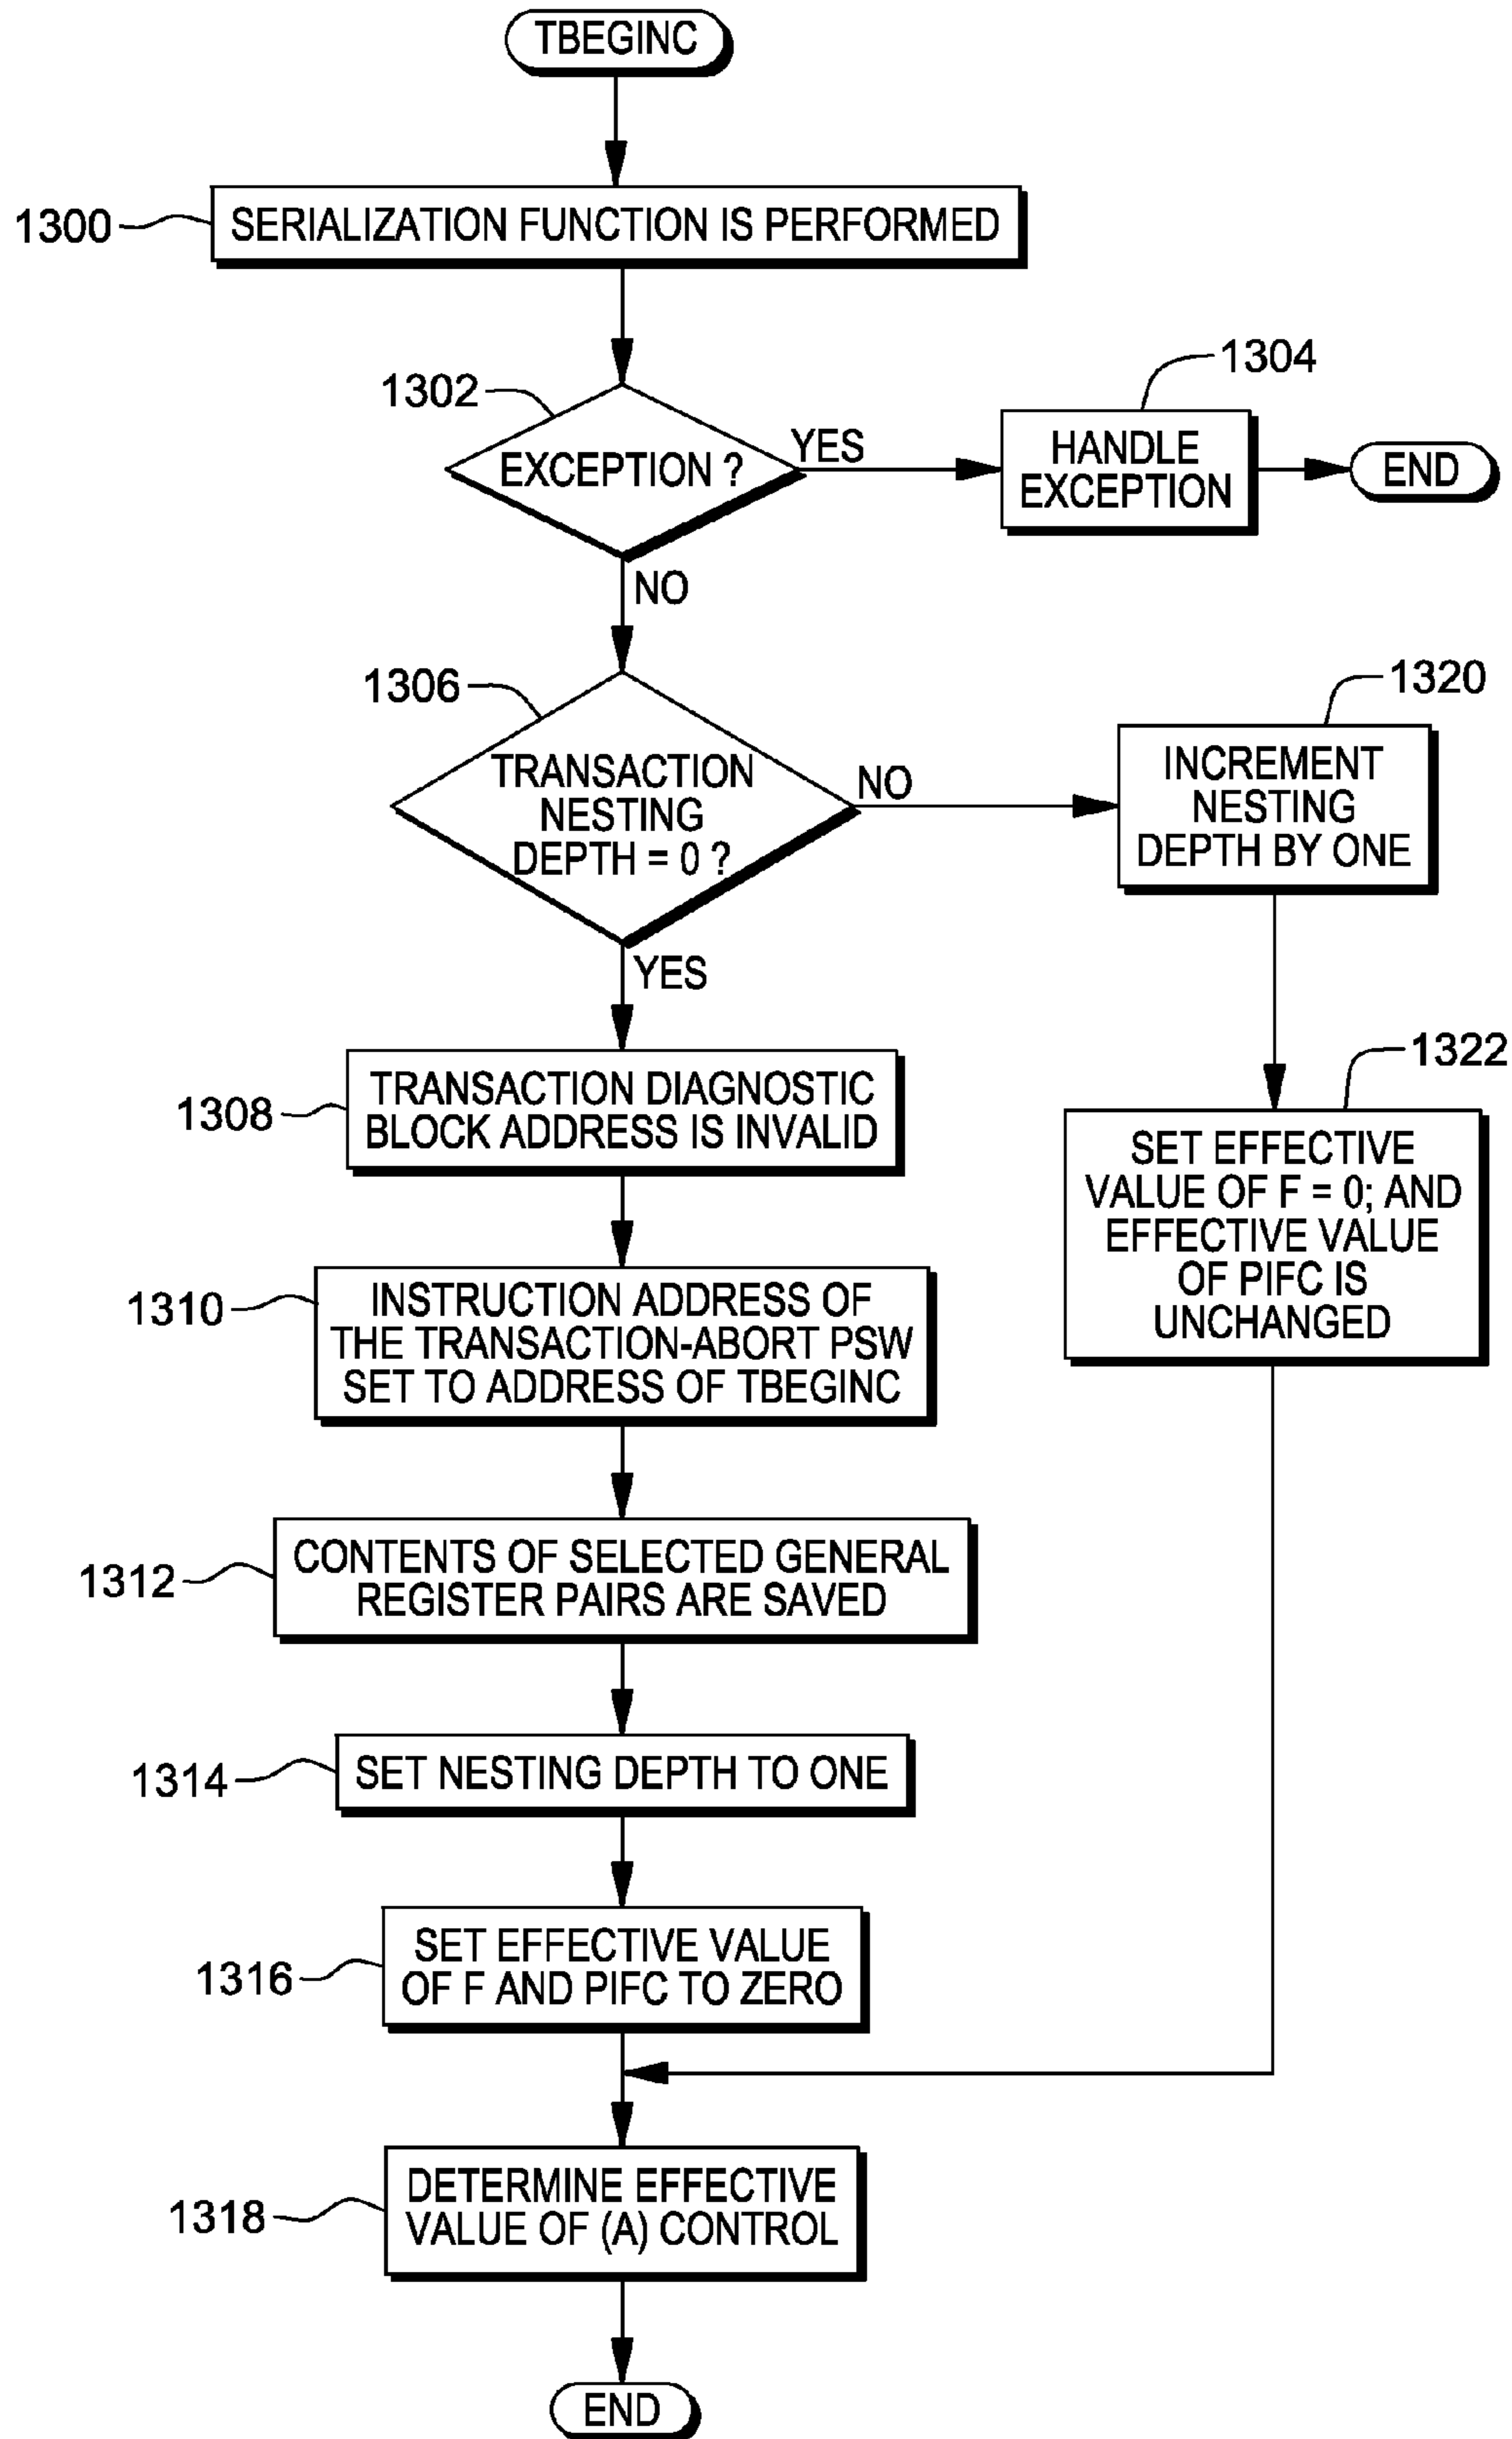 TBEGINC
1300
SERIALIZATION FUNCTION IS PERFORMED
1302
EXCEPTION ?
YES
1304
HANDLE
EXCEPTION
END
NO
1306
TRANSACTION
NESTING
DEPTH = 0 ?
NO
1320
INCREMENT
NESTING
DEPTH BY ONE
YES
1322
SET EFFECTIVE
VALUE OF F = 0; AND
EFFECTIVE VALUE
OF PIFC IS
UNCHANGED
1308
TRANSACTION DIAGNOSTIC
BLOCK ADDRESS IS INVALID
1310
INSTRUCTION ADDRESS OF
THE TRANSACTION-ABORT PSW
SET TO ADDRESS OF TBEGINC
1312
CONTENTS OF SELECTED GENERAL
REGISTER PAIRS ARE SAVED
1314
SET NESTING DEPTH TO ONE
1316
SET EFFECTIVE VALUE
OF F AND PIFC TO ZERO
1318
DETERMINE EFFECTIVE
VALUE OF (A) CONTROL
END